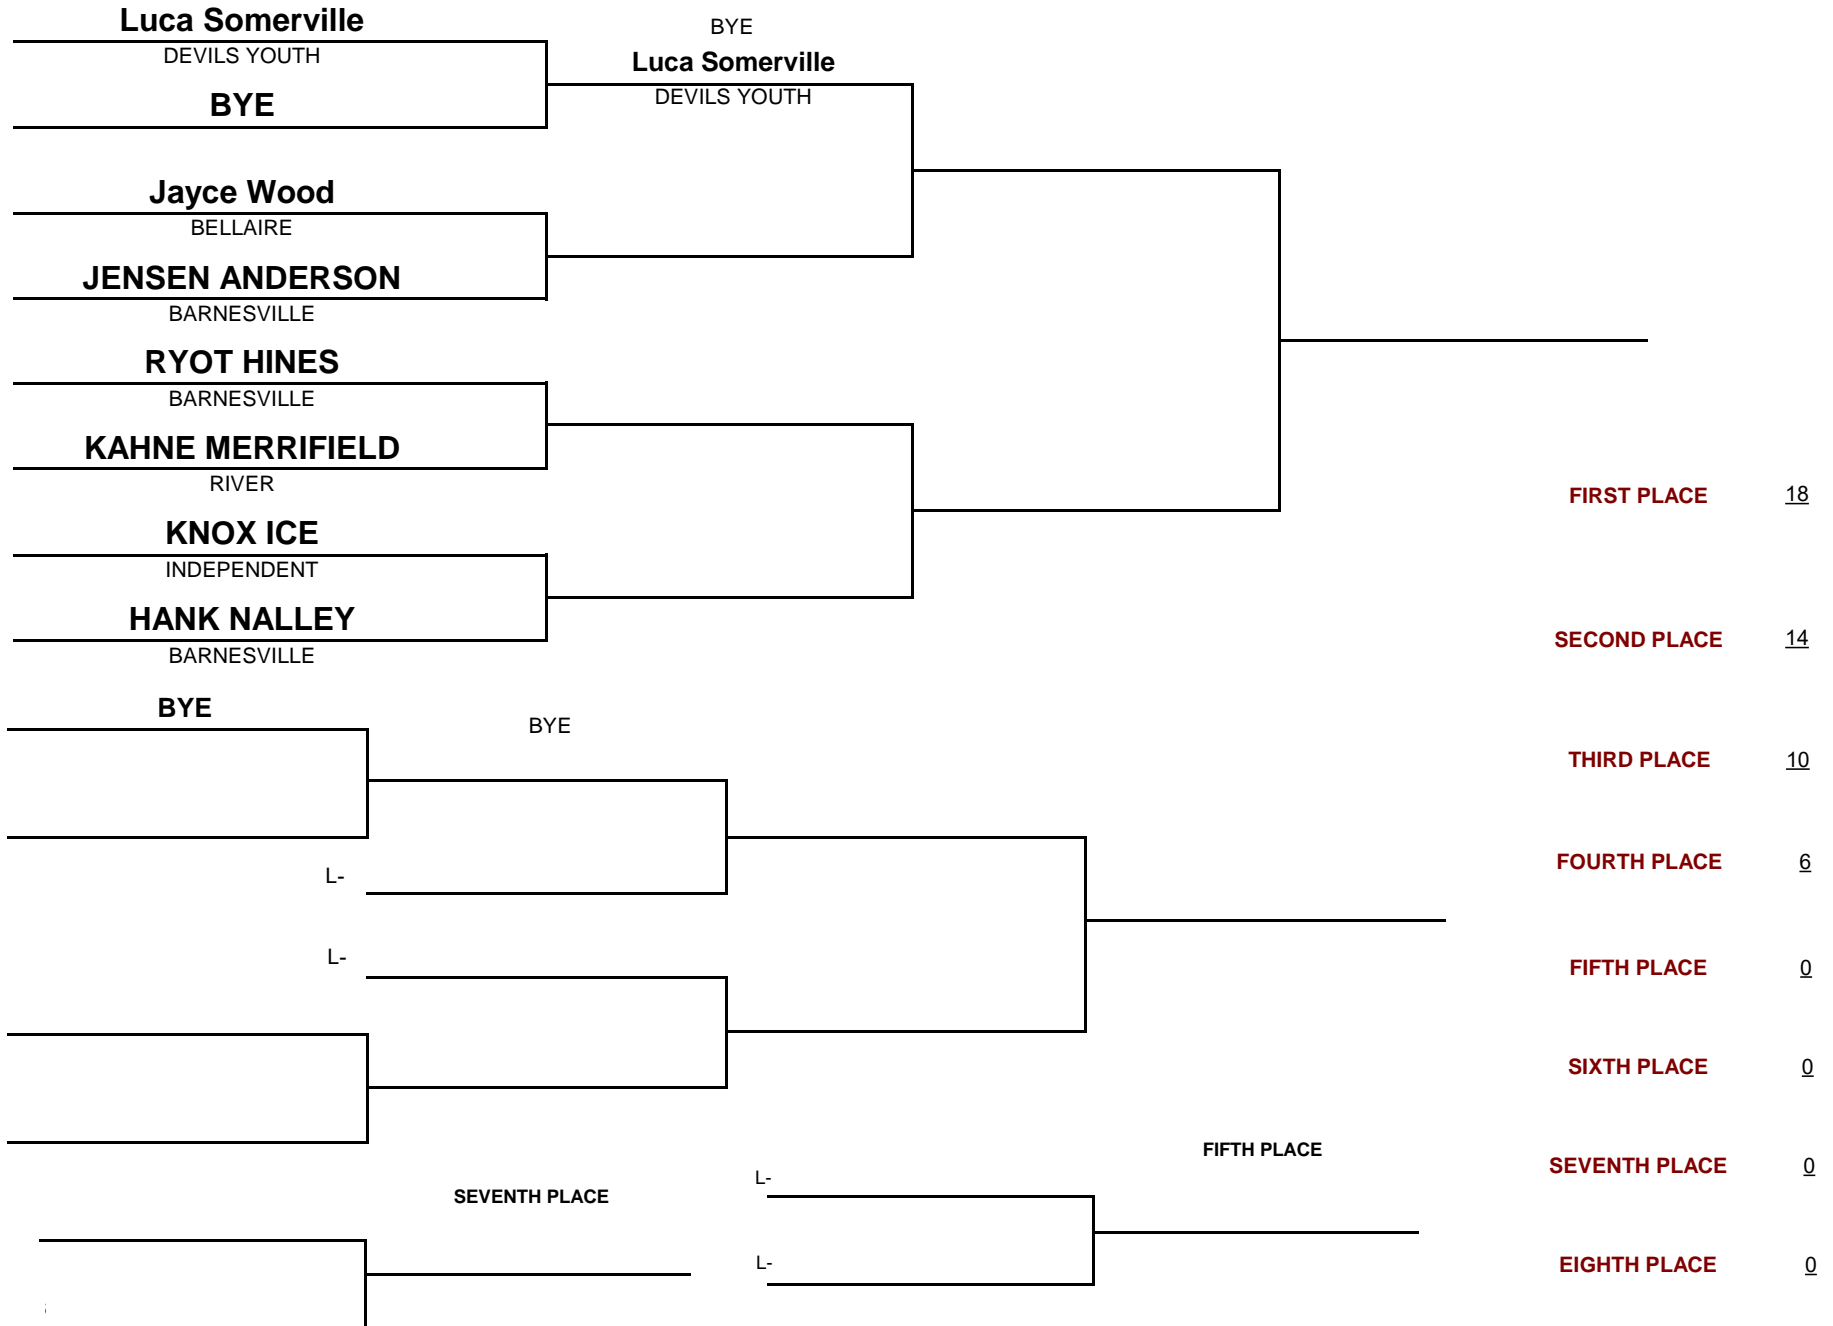 Luca Somerville
DEVILS YOUTH
BYE
BYE
Luca Somerville
DEVILS YOUTH
Jayce Wood
BELLAIRE
JENSEN ANDERSON
BARNESVILLE
RYOT HINES
BARNESVILLE
KAHNE MERRIFIELD
RIVER
KNOX ICE
INDEPENDENT
HANK NALLEY
BARNESVILLE
FIRST PLACE 18
SECOND PLACE 14
BYE
BYE
THIRD PLACE 10
L-
FOURTH PLACE 6
L-
FIFTH PLACE 0
SIXTH PLACE 0
FIFTH PLACE
SEVENTH PLACE 0
L-
SEVENTH PLACE
L-
EIGHTH PLACE 0